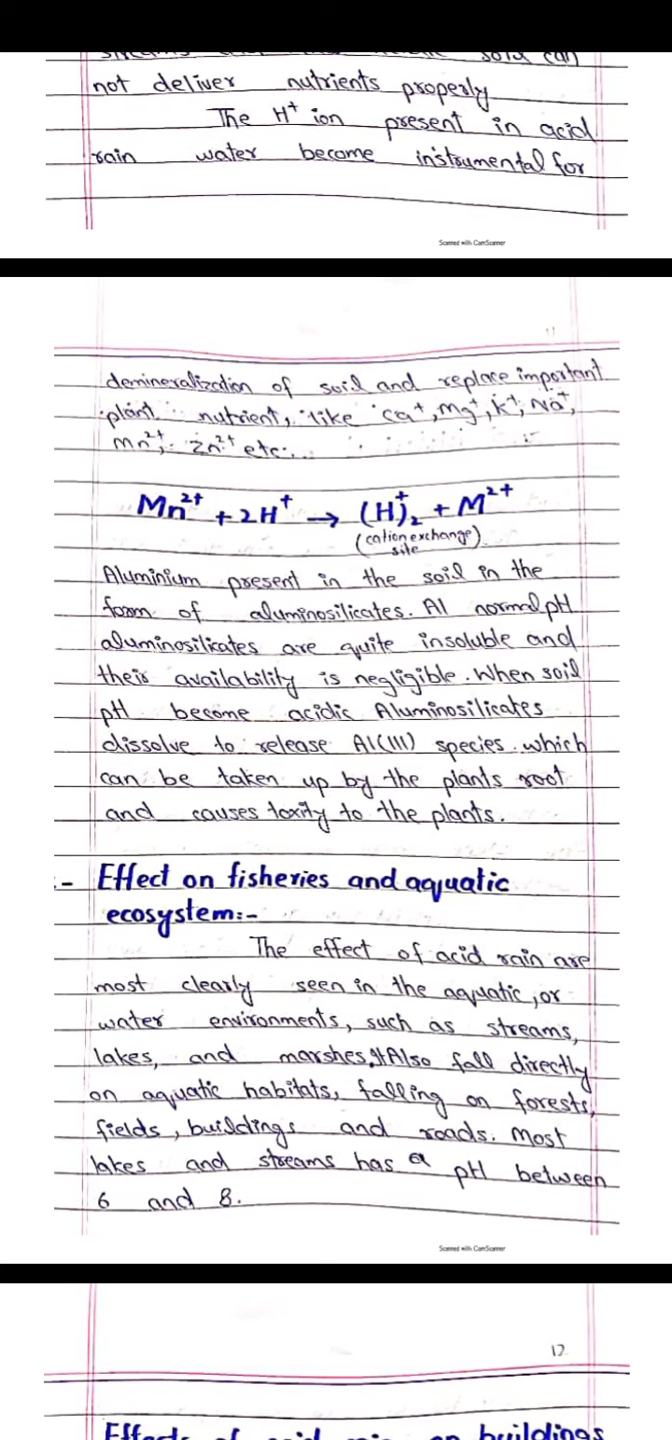 not deliver nutrients properly
The H⁺ ion present in acid
rain water become instrumental for
Scanned with CamScanner
11
demineralization of soil and replace important
plant nutrient, like Ca⁺, Mg⁺, K⁺, Na⁺,
Mn²⁺, Zn²⁺ etc...
Mn²⁺ + 2H⁺ → (H)⁺₂ + M²⁺
(cation exchange)
site
Aluminium present in the soil in the
form of aluminosilicates. Al normal pH
aluminosilicates are quite insoluble and
their availability is negligible. When soil
pH become acidic Aluminosilicates
dissolve to release Al(III) species which
can be taken up by the plants root
and causes toxity to the plants.
:- Effect on fisheries and aquatic
ecosystem:-
The effect of acid rain are
most clearly seen in the aquatic, or
water environments, such as streams,
lakes, and marshes. It Also fall directly
on aquatic habitats, falling on forests,
fields, buildings and roads. Most
lakes and streams has a pH between
6 and 8.
Scanned with CamScanner
12
Effects of acid rain on buildings